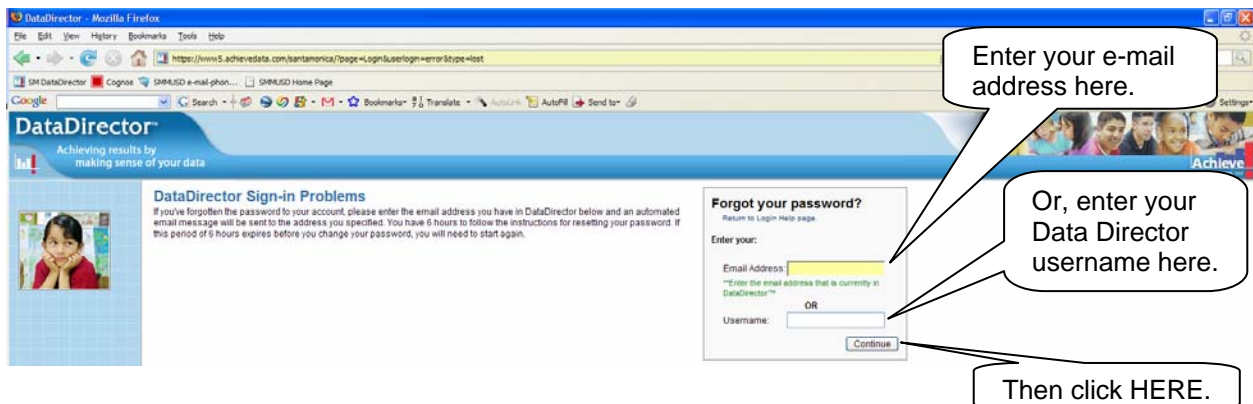 DataDirector - Mozilla Firefox
File Edit View History Bookmarks Tools Help
https://www5.achievedata.com/santamonica/?page=Login&userlogin=error&type=lost
SM DataDirector Cognos SMMUSD e-mail-phon... SMMUSD Home Page
Google Search Bookmarks Translate AutoLink AutoFill Send to Settings
DataDirector
Achieving results by
making sense of your data
Achieve
DataDirector Sign-in Problems
If you've forgotten the password to your account, please enter the email address you have in DataDirector below and an automated
email message will be sent to the address you specified. You have 6 hours to follow the instructions for resetting your password. If
this period of 6 hours expires before you change your password, you will need to start again.
Forgot your password?
Return to Login Help page
Enter your:
Email Address:
**Enter the email address that is currently in
DataDirector**
OR
Username:
Continue
Enter your e-mail
address here.
Or, enter your
Data Director
username here.
Then click HERE.